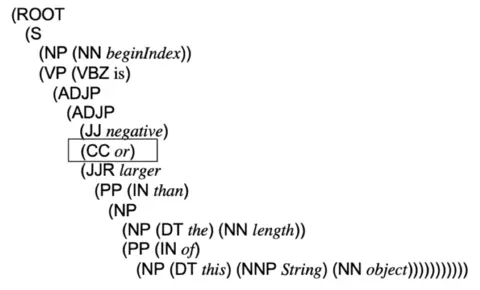 (ROOT
(S
(NP (NN beginIndex))
(VP (VBZ is)
(ADJP
(ADJP
(JJ negative)
(CC or)
(JJR larger
(PP (IN than)
(NP
(NP (DT the) (NN length))
(PP (IN of)
(NP (DT this) (NNP String) (NN object)))))))))))